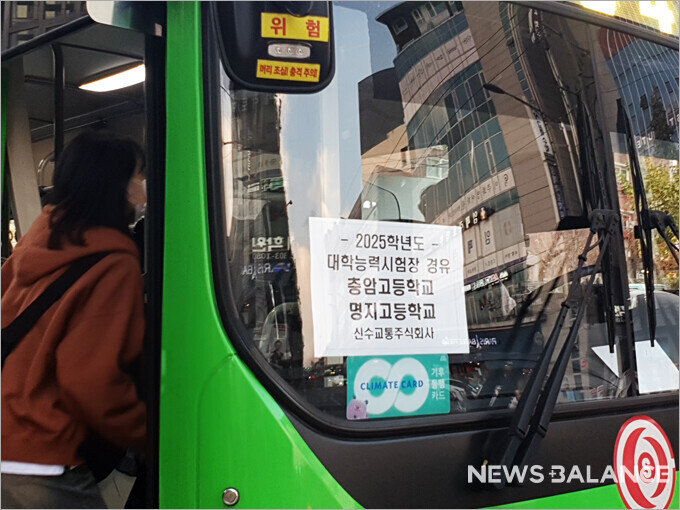 위 험
머리 조심! 충격 주의!
- 2025학년도 -
대학능력시험장 경유
충암고등학교
명지고등학교
신수교통주식회사
CLIMATE CARD
기후
동행
카드
NEWSBALANCE